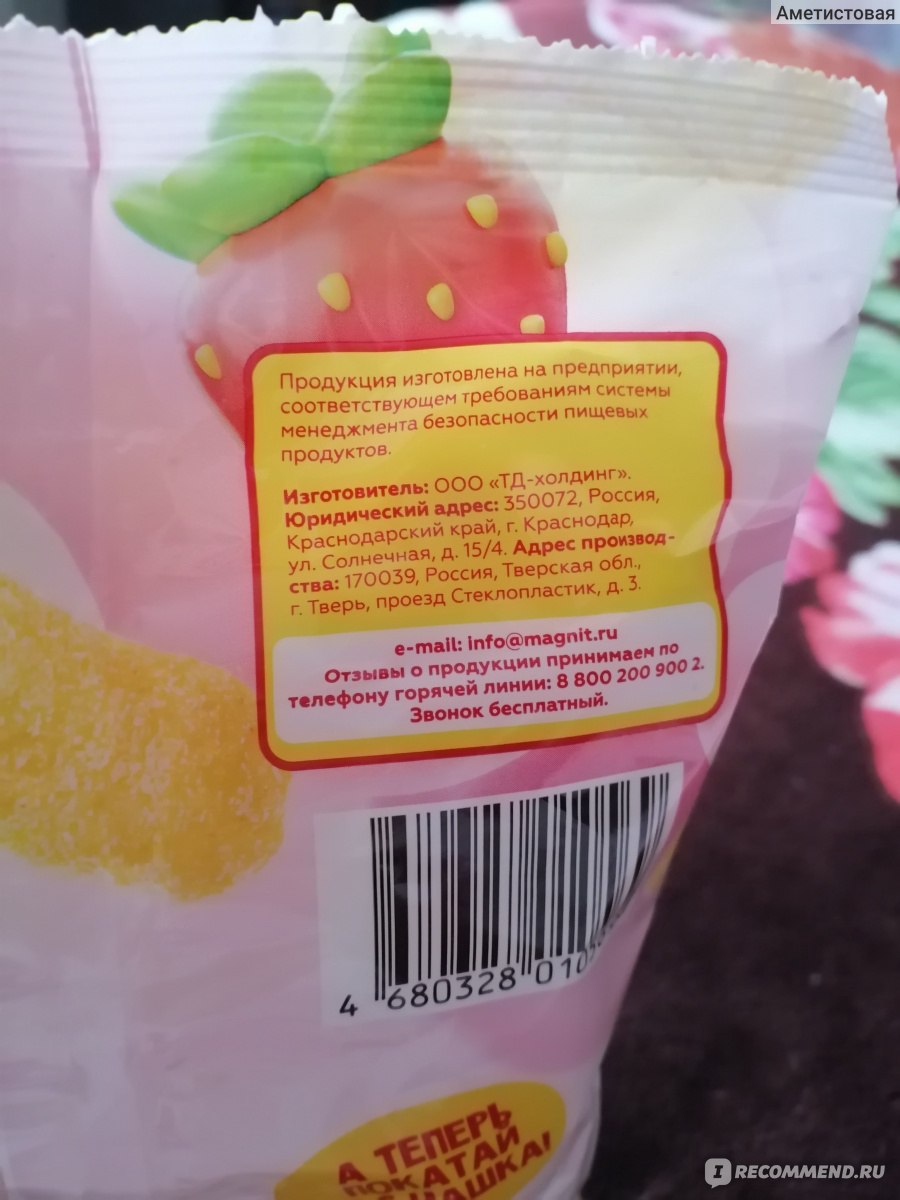 Аметистовая
Продукция изготовлена на предприятии,
соответствующем требованиям системы
менеджмента безопасности пищевых
продуктов.
Изготовитель: ООО «ТД-холдинг».
Юридический адрес: 350072, Россия,
Краснодарский край, г. Краснодар,
ул. Солнечная, д. 15/4. Адрес производ-
ства: 170039, Россия, Тверская обл.,
г. Тверь, проезд Стеклопластик, д. 3.
e-mail: info@magnit.ru
Отзывы о продукции принимаем по
телефону горячей линии: 8 800 200 900 2.
Звонок бесплатный.
4 680328 010
А ТЕПЕРЬ
ПОКАТАЙ
IRECOMMEND.RU